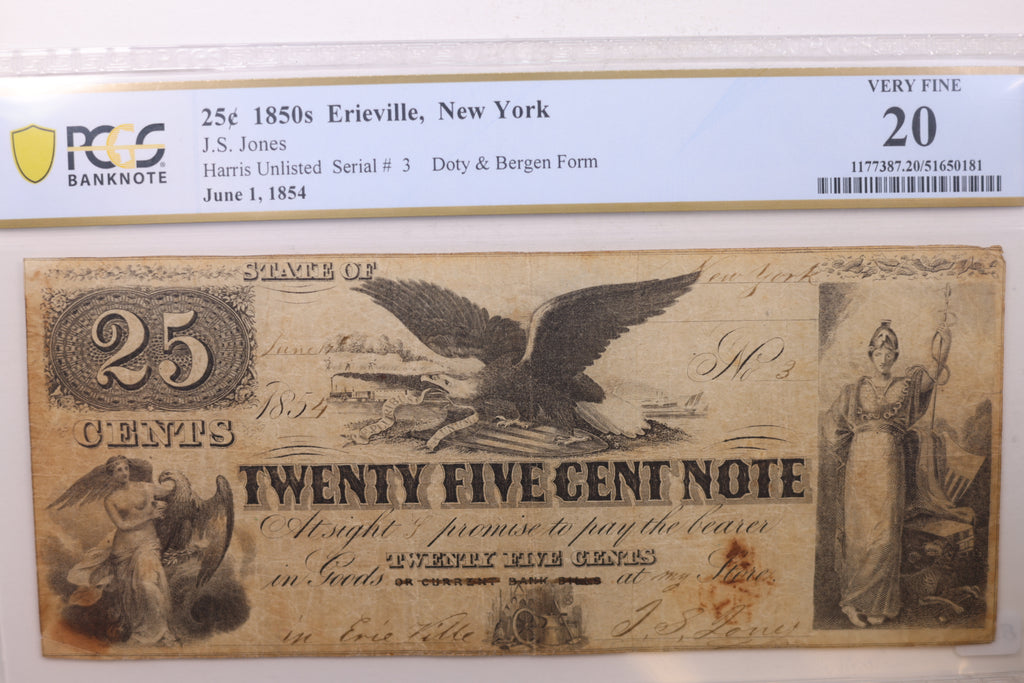 PCGS
BANKNOTE
25¢ 1850s Erieville, New York
J.S. Jones
Harris Unlisted Serial # 3 Doty & Bergen Form
June 1, 1854
VERY FINE
20
1177387.20/51650181
STATE OF New York
25
CENTS
June 1
1854
No 3
TWENTY FIVE CENT NOTE
At sight I promise to pay the bearer
TWENTY FIVE CENTS
in Goods OR CURRENT BANK BILLS at my Store
in Erie Ville J. S. Jones